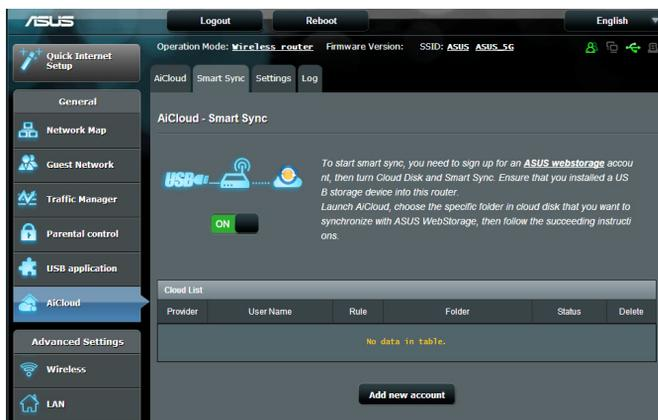 ASUS
Logout
Reboot
English
Quick Internet
Setup
Operation Mode: Wireless router Firmware Version: SSID: ASUS ASUS_5G
AiCloud
Smart Sync
Settings
Log
General
Network Map
Guest Network
Traffic Manager
Parental control
USB application
AiCloud
Advanced Settings
Wireless
LAN
AiCloud - Smart Sync
USB
ON
To start smart sync, you need to sign up for an ASUS webstorage accou
nt, then turn Cloud Disk and Smart Sync. Ensure that you installed a US
B storage device into this router.
Launch AiCloud, choose the specific folder in cloud disk that you want to
synchronize with ASUS WebStorage, then follow the succeeding instructi
ons.
Cloud List
Provider User Name Rule Folder Status Delete
No data in table.
Add new account